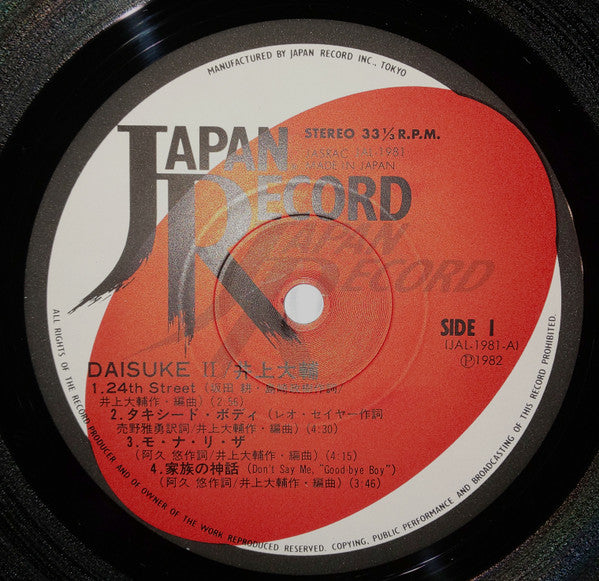 MANUFACTURED BY JAPAN RECORD INC., TOKYO
JAPAN
RECORD
STEREO 33⅓ R.P.M.
JASRAC JAL-1981
MADE IN JAPAN
JAPAN
RECORD
SIDE 1
(JAL-1981-A)
Ⓟ1982
DAISUKE II/井上大輔
1.24th Street
井上大輔作・編曲) (2:59)
2.タキシード・ボディ(レオ・セイヤー作詞
売野雅勇訳詞/井上大輔作・編曲) (4:30)
3.モ・ナ・リ・ザ
(阿久 悠作詞/井上大輔作・編曲) (4:15)
4.家族の神話(Don't Say Me, "Good-bye Boy")
(阿久 悠作詞/井上大輔作・編曲) (3:46)
ALL RIGHTS OF THE RECORD PRODUCER AND OF OWNER OF THE WORK REPRODUCED RESERVED. COPYING, PUBLIC PERFORMANCE AND BROADCASTING OF THIS RECORD PROHIBITED.